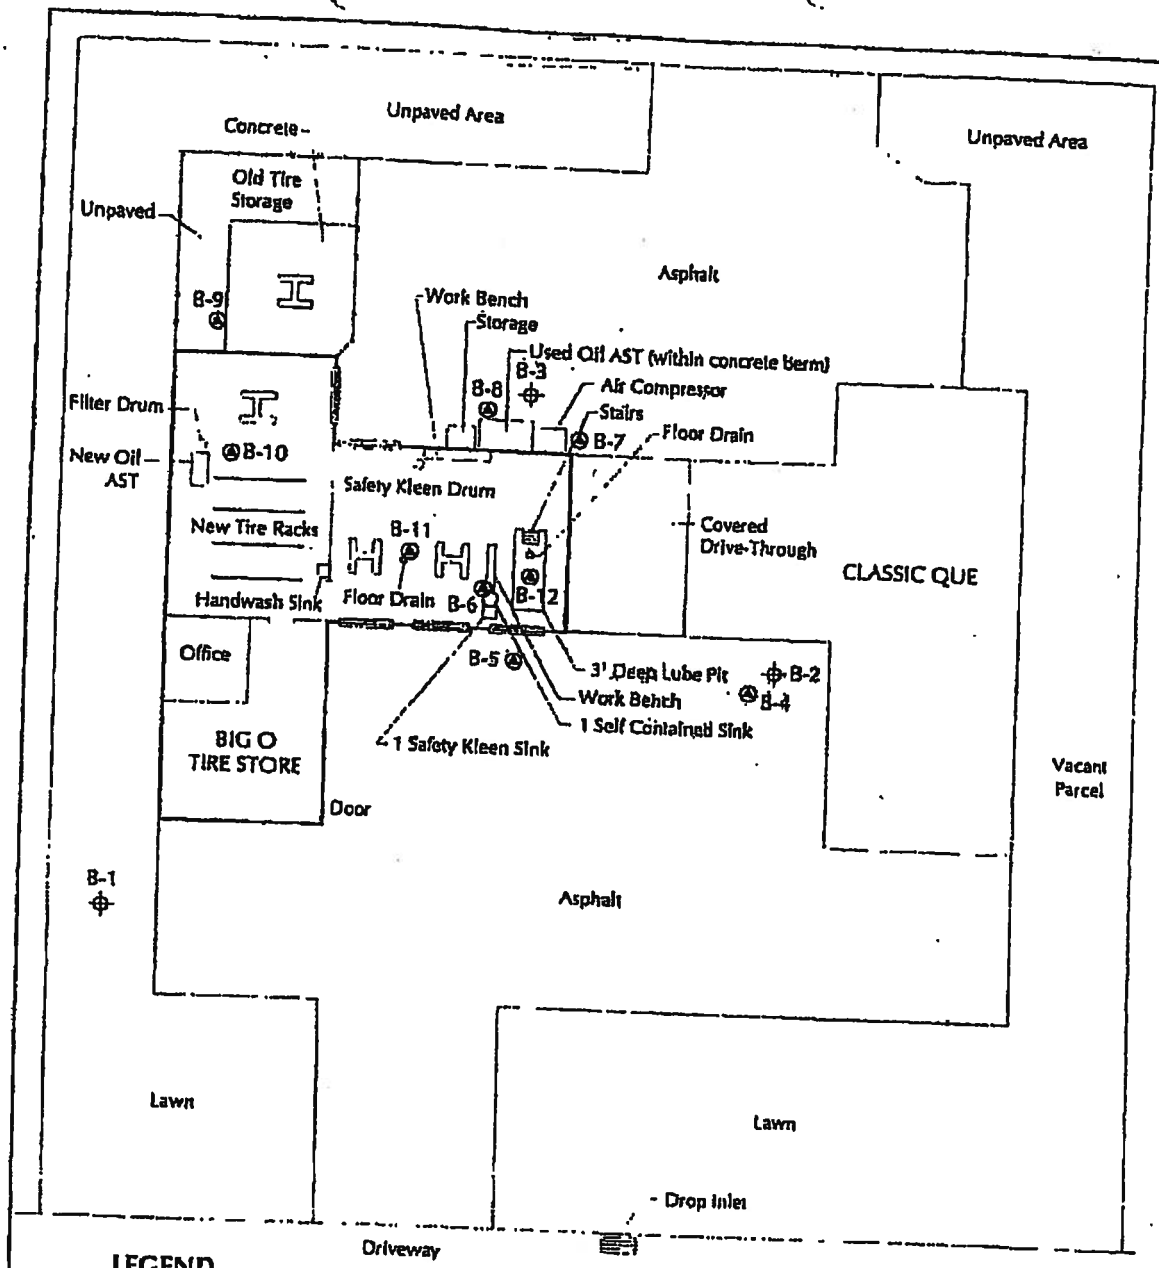 Unpaved Area
Concrete
Unpaved Area
Old Tire
Storage
Unpaved
Asphalt
B-9
Work Bench
Storage
Used Oil AST (within concrete berm)
B-3
Air Compressor
B-8
Stairs
Filter Drum
B-7
Floor Drain
B-10
New Oil
AST
Safety Kleen Drum
New Tire Racks
B-11
Covered
Drive-Through
CLASSIC QUE
Handwash Sink
Floor Drain
B-6
B-12
Office
B-5
3' Deep Lube Pit
B-2
Work Bench
B-4
1 Self Contained Sink
BIG O
TIRE STORE
1 Safety Kleen Sink
Vacant
Parcel
Door
B-1
Asphalt
Lawn
Lawn
Drop Inlet
Driveway
LEGEND